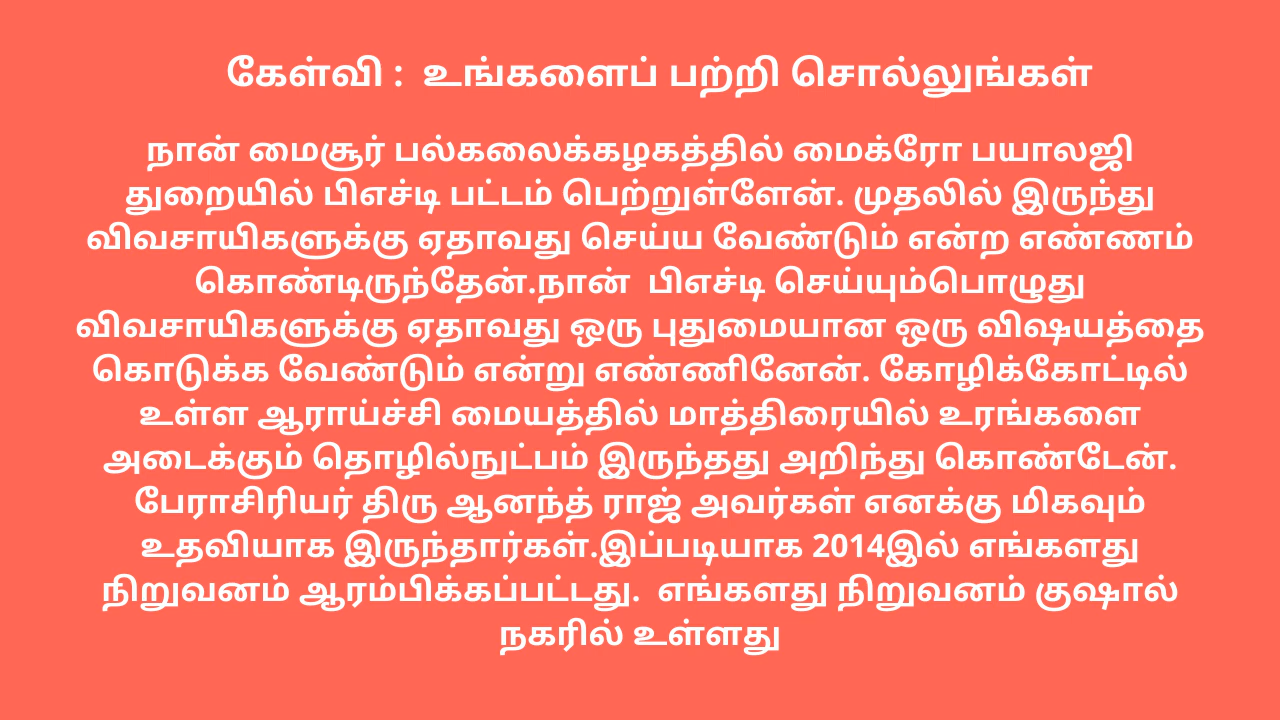 கேள்வி :  உங்களைப் பற்றி சொல்லுங்கள்
நான் மைசூர் பல்கலைக்கழகத்தில் மைக்ரோ பயாலஜி
துறையில் பிஎச்டி பட்டம் பெற்றுள்ளேன். முதலில் இருந்து
விவசாயிகளுக்கு ஏதாவது செய்ய வேண்டும் என்ற எண்ணம்
கொண்டிருந்தேன்.நான்  பிஎச்டி செய்யும்பொழுது
விவசாயிகளுக்கு ஏதாவது ஒரு புதுமையான ஒரு விஷயத்தை
கொடுக்க வேண்டும் என்று எண்ணினேன். கோழிக்கோட்டில்
உள்ள ஆராய்ச்சி மையத்தில் மாத்திரையில் உரங்களை
அடைக்கும் தொழில்நுட்பம் இருந்தது அறிந்து கொண்டேன்.
பேராசிரியர் திரு ஆனந்த் ராஜ் அவர்கள் எனக்கு மிகவும்
உதவியாக இருந்தார்கள்.இப்படியாக 2014இல் எங்களது
நிறுவனம் ஆரம்பிக்கப்பட்டது.  எங்களது நிறுவனம் குஷால்
நகரில் உள்ளது